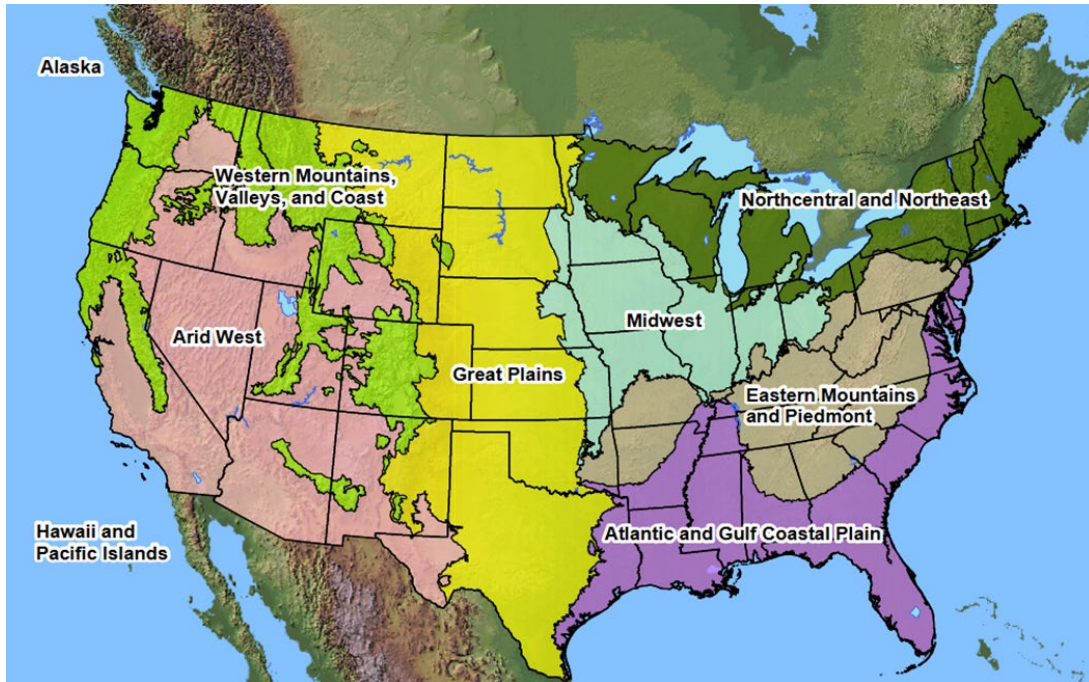 Alaska
Western Mountains,
Valleys, and Coast
Northcentral and Northeast
Arid West
Midwest
Great Plains
Eastern Mountains
and Piedmont
Hawaii and
Pacific Islands
Atlantic and Gulf Coastal Plain